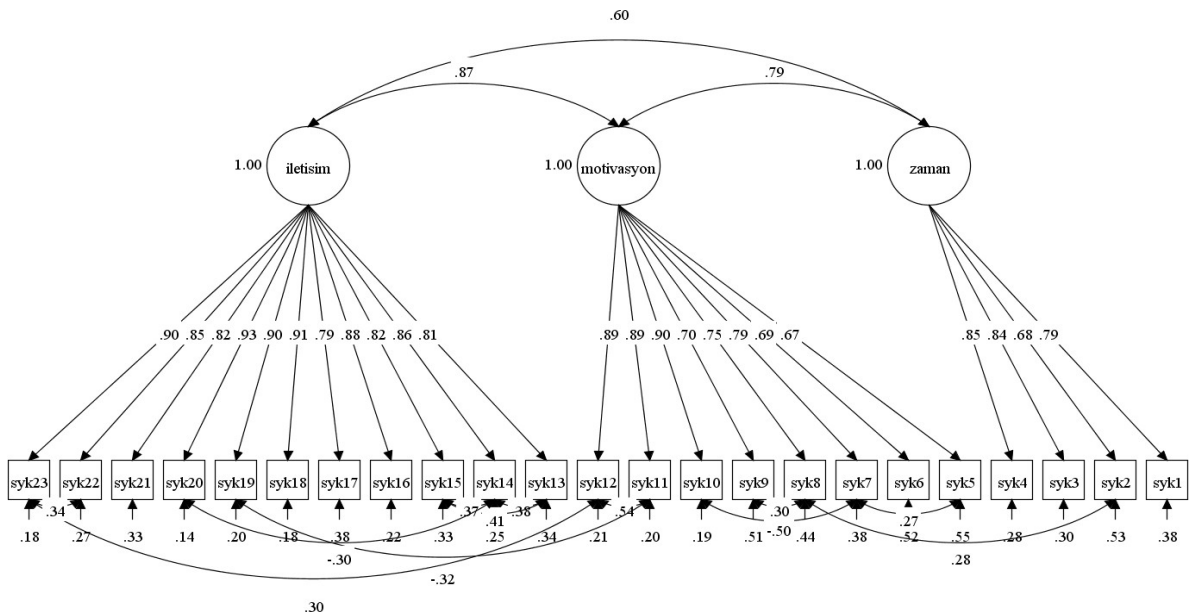 .60
.87 .79
1.00 iletisim 1.00 motivasyon 1.00 zaman
.90 .85 .82 .93 .90 .91 .79 .88 .82 .86 .81 .89 .89 .90 .70 .75 .79 .69 .67 .85 .84 .68 .79
syk23 syk22 syk21 syk20 syk19 syk18 syk17 syk16 syk15 syk14 syk13 syk12 syk11 syk10 syk9 syk8 syk7 syk6 syk5 syk4 syk3 syk2 syk1
.34 .37 .38 .54 .30
.41 .27
-.50
.18 .27 .33 .14 .20 .18 .38 .22 .33 .25 .34 .21 .20 .19 .51 .44 .38 .52 .55 .28 .30 .53 .38
-.30 .28
-.32
.30